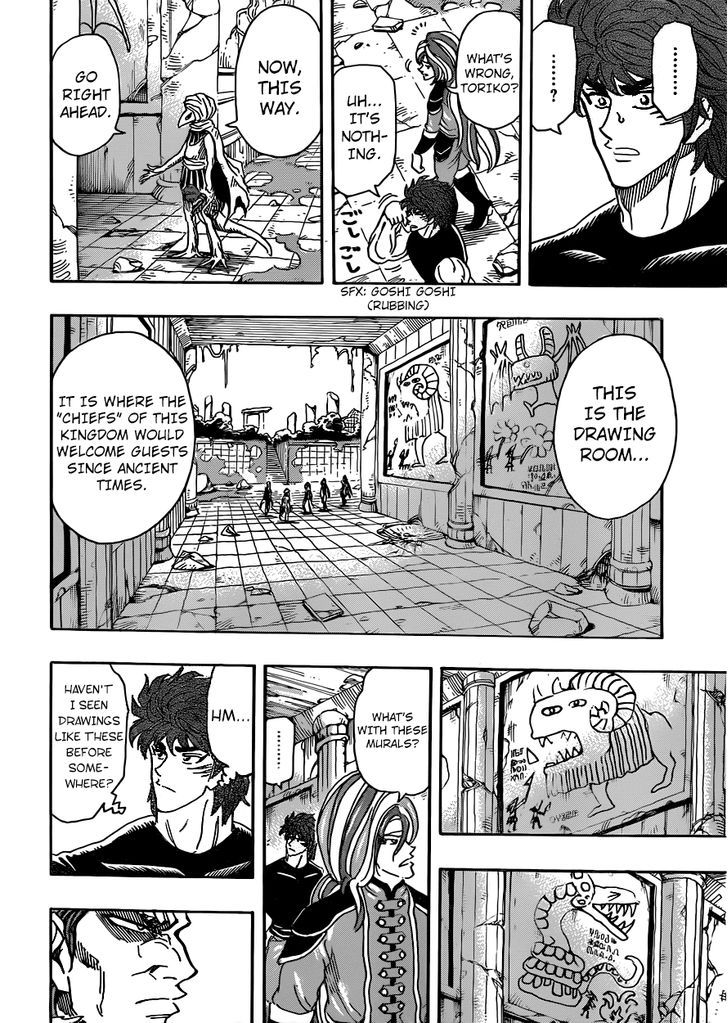 .........
.........?
WHAT'S
WRONG,
TORIKO?
UH...
IT'S
NOTH-
ING.
ごし
ごし
SFX: GOSHI GOSHI
(RUBBING)
NOW,
THIS
WAY.
GO
RIGHT
AHEAD.
THIS
IS THE
DRAWING
ROOM...
IT IS WHERE THE
"CHIEFS" OF THIS
KINGDOM WOULD
WELCOME GUESTS
SINCE ANCIENT
TIMES.
WHAT'S
WITH THESE
MURALS?
.........
HM...
HAVEN'T
I SEEN
DRAWINGS
LIKE THESE
BEFORE
SOME-
WHERE?